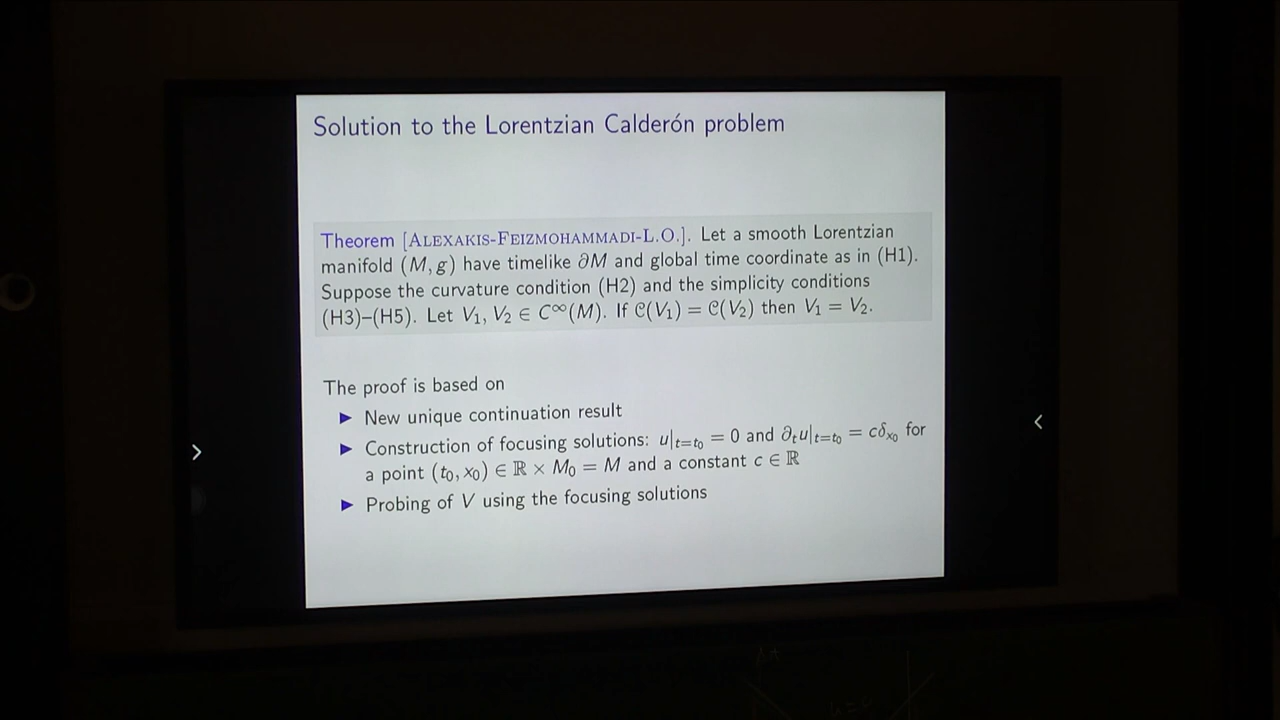 Solution to the Lorentzian Calderón problem
Theorem [ALEXAKIS-FEIZMOHAMMADI-L.O.]. Let a smooth Lorentzian
manifold (M, g) have timelike ∂M and global time coordinate as in (H1).
Suppose the curvature condition (H2) and the simplicity conditions
(H3)–(H5). Let V₁, V₂ ∈ C^∞(M). If 𝒞(V₁) = 𝒞(V₂) then V₁ = V₂.
The proof is based on
▶ New unique continuation result
▶ Construction of focusing solutions: u|ₜ₌ₜ₀ = 0 and ∂ₜu|ₜ₌ₜ₀ = cδₓ₀ for
a point (t₀, x₀) ∈ ℝ × M₀ = M and a constant c ∈ ℝ
▶ Probing of V using the focusing solutions